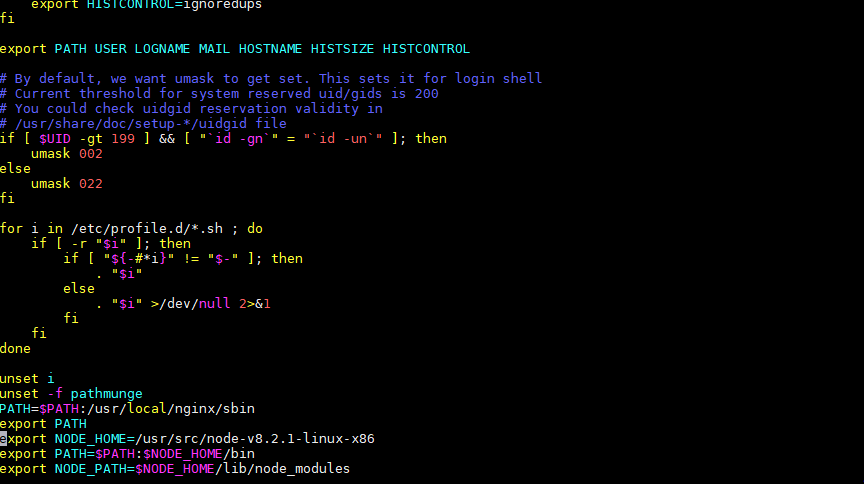 export HISTCONTROL=ignoredups
fi
export PATH USER LOGNAME MAIL HOSTNAME HISTSIZE HISTCONTROL
# By default, we want umask to get set. This sets it for login shell
# Current threshold for system reserved uid/gids is 200
# You could check uidgid reservation validity in
# /usr/share/doc/setup-*/uidgid file
if [ $UID -gt 199 ] && [ "`id -gn`" = "`id -un`" ]; then
    umask 002
else
    umask 022
fi
for i in /etc/profile.d/*.sh ; do
    if [ -r "$i" ]; then
        if [ "${-#*i}" != "$-" ]; then
            . "$i"
        else
            . "$i" >/dev/null 2>&1
        fi
    fi
done
unset i
unset -f pathmunge
PATH=$PATH:/usr/local/nginx/sbin
export PATH
export NODE_HOME=/usr/src/node-v8.2.1-linux-x86
export PATH=$PATH:$NODE_HOME/bin
export NODE_PATH=$NODE_HOME/lib/node_modules